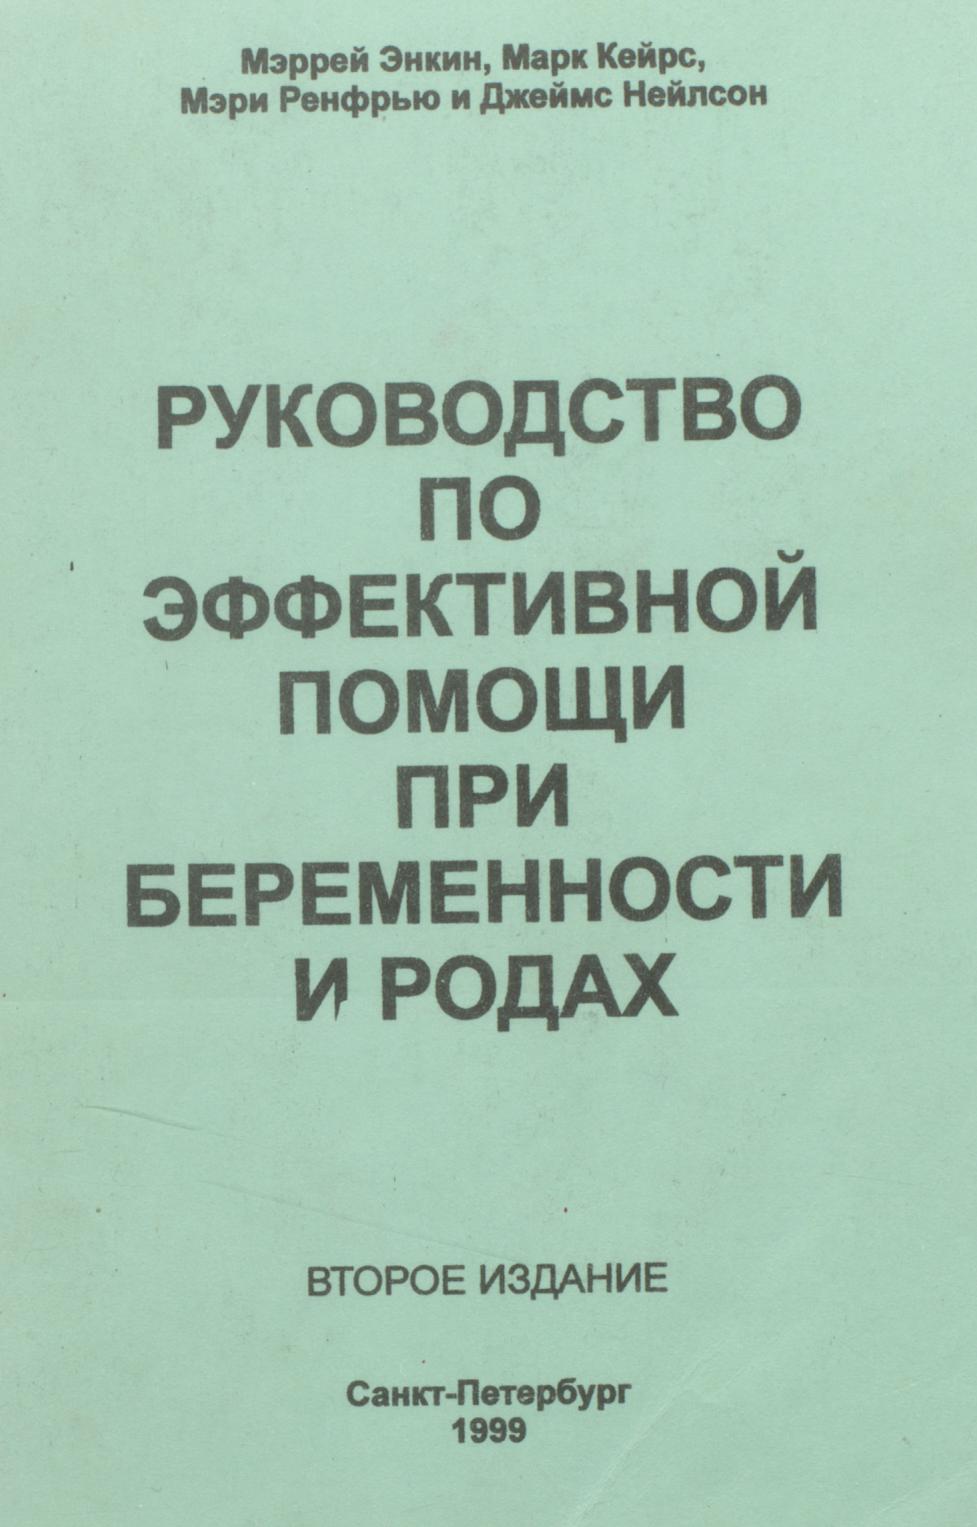 Мэррей Энкин, Марк Кейрс,
Мэри Ренфрью и Джеймс Нейлсон
РУКОВОДСТВО
ПО
ЭФФЕКТИВНОЙ
ПОМОЩИ
ПРИ
БЕРЕМЕННОСТИ
И РОДАХ
ВТОРОЕ ИЗДАНИЕ
Санкт-Петербург
1999